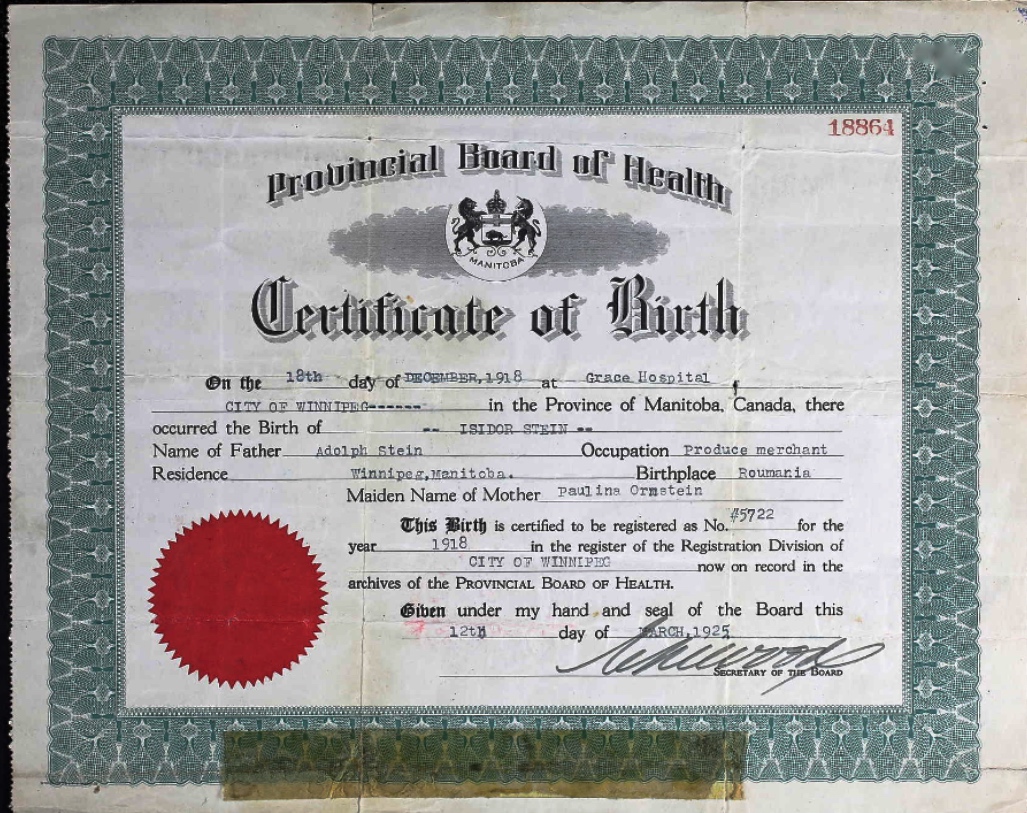 18864
Provincial Board of Health
MANITOBA
Certificate of Birth
On the 18th day of DECEMBER,1918 at Grace Hospital
CITY OF WINNIPEG------ in the Province of Manitoba, Canada, there
occurred the Birth of -- ISIDOR STEIN --
Name of Father Adolph Stein Occupation Produce merchant
Residence Winnipeg,Manitoba. Birthplace Roumania
Maiden Name of Mother Paulina Ornstein
This Birth is certified to be registered as No. #5722 for the
year 1918 in the register of the Registration Division of
CITY OF WINNIPEG now on record in the
archives of the PROVINCIAL BOARD OF HEALTH.
Given under my hand and seal of the Board this
12th day of MARCH,1925
SECRETARY OF THE BOARD